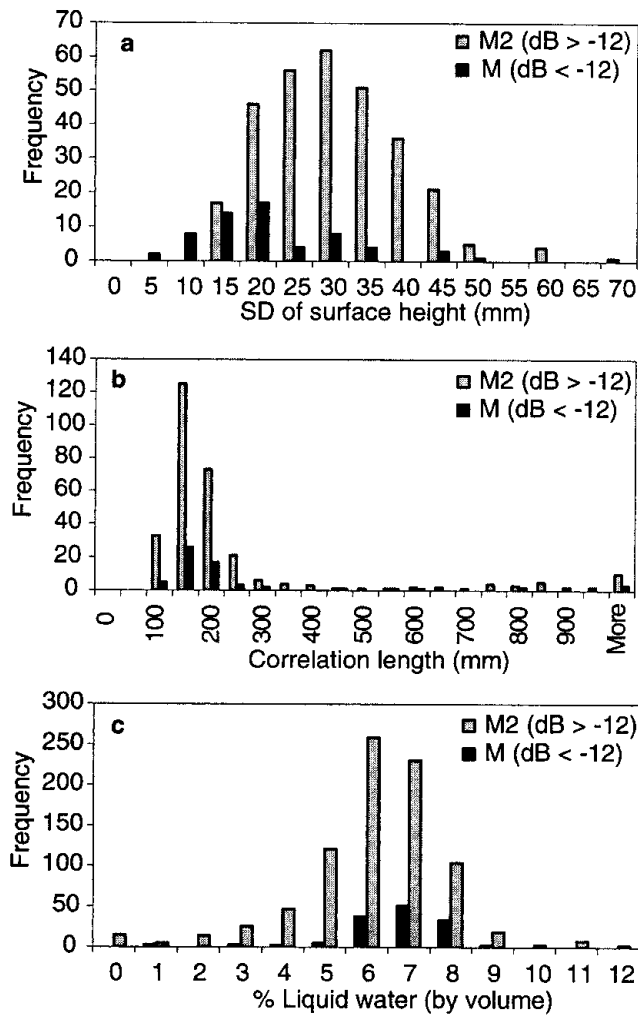 a
M2 (dB > -12)
M (dB < -12)
Frequency
70
60
50
40
30
20
10
0
0 5 10 15 20 25 30 35 40 45 50 55 60 65 70
SD of surface height (mm)
b
M2 (dB > -12)
M (dB < -12)
Frequency
140
120
100
80
60
40
20
0
0 100 200 300 400 500 600 700 800 900 More
Correlation length (mm)
c
M2 (dB > -12)
M (dB < -12)
Frequency
300
250
200
150
100
50
0
0 1 2 3 4 5 6 7 8 9 10 11 12
% Liquid water (by volume)